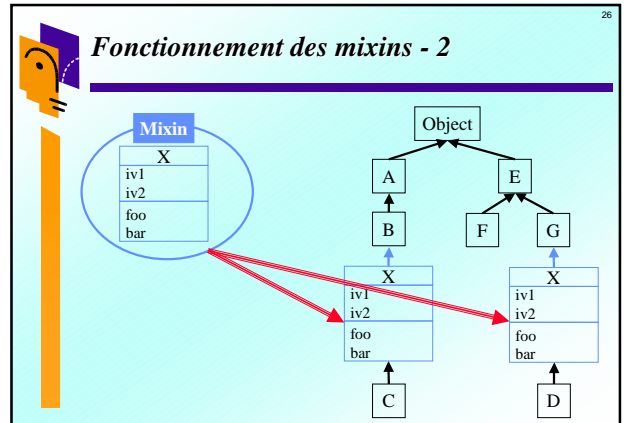 26
Fonctionnement des mixins - 2
Mixin
X
iv1
iv2
foo
bar
Object
A
E
B
F
G
X
iv1
iv2
foo
bar
X
iv1
iv2
foo
bar
C
D